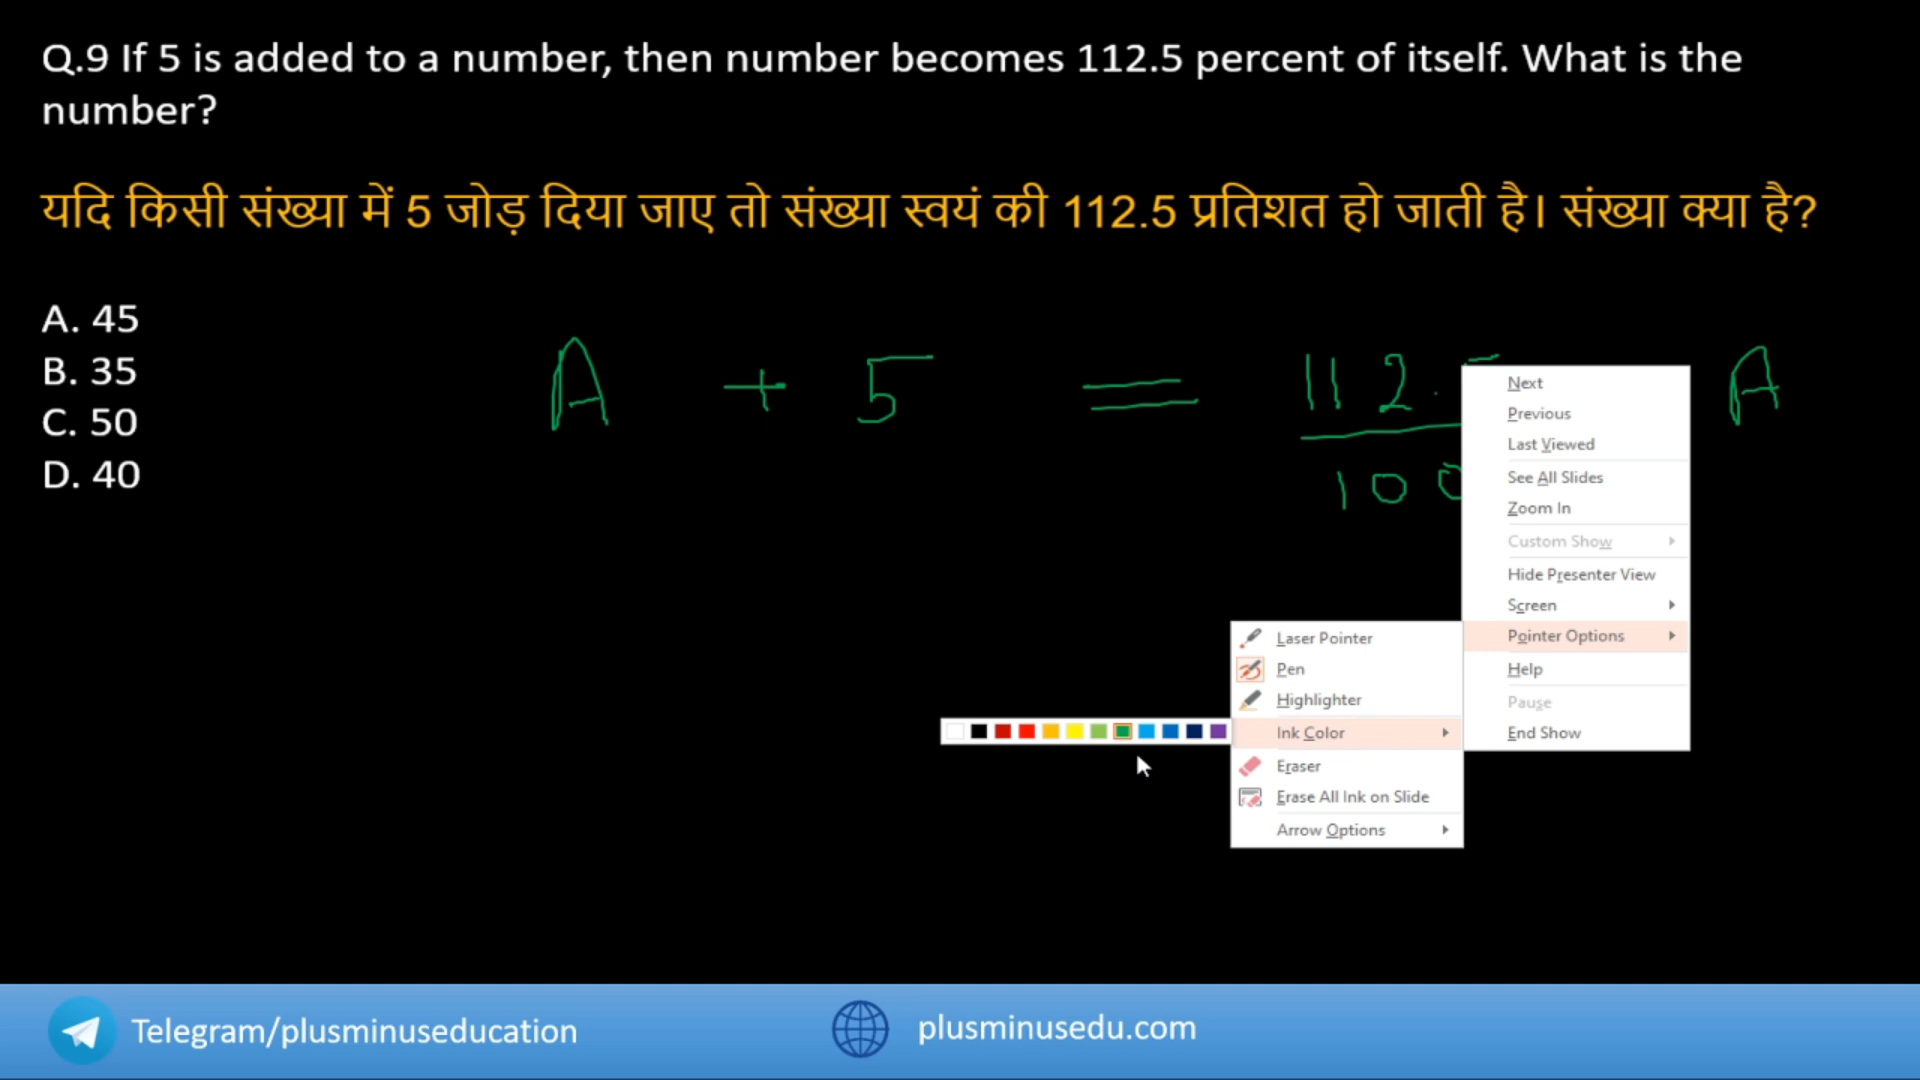 Q.9 If 5 is added to a number, then number becomes 112.5 percent of itself. What is the
number?
यदि किसी संख्या में 5 जोड़ दिया जाए तो संख्या स्वयं की 112.5 प्रतिशत हो जाती है। संख्या क्या है?
A. 45
B. 35
C. 50
D. 40
A + 5 = 112. A
100
Next
Previous
Last Viewed
See All Slides
Zoom In
Custom Show
Hide Presenter View
Screen
Pointer Options
Help
Pause
End Show
Laser Pointer
Pen
Highlighter
Ink Color
Eraser
Erase All Ink on Slide
Arrow Options
Telegram/plusminuseducation
plusminusedu.com